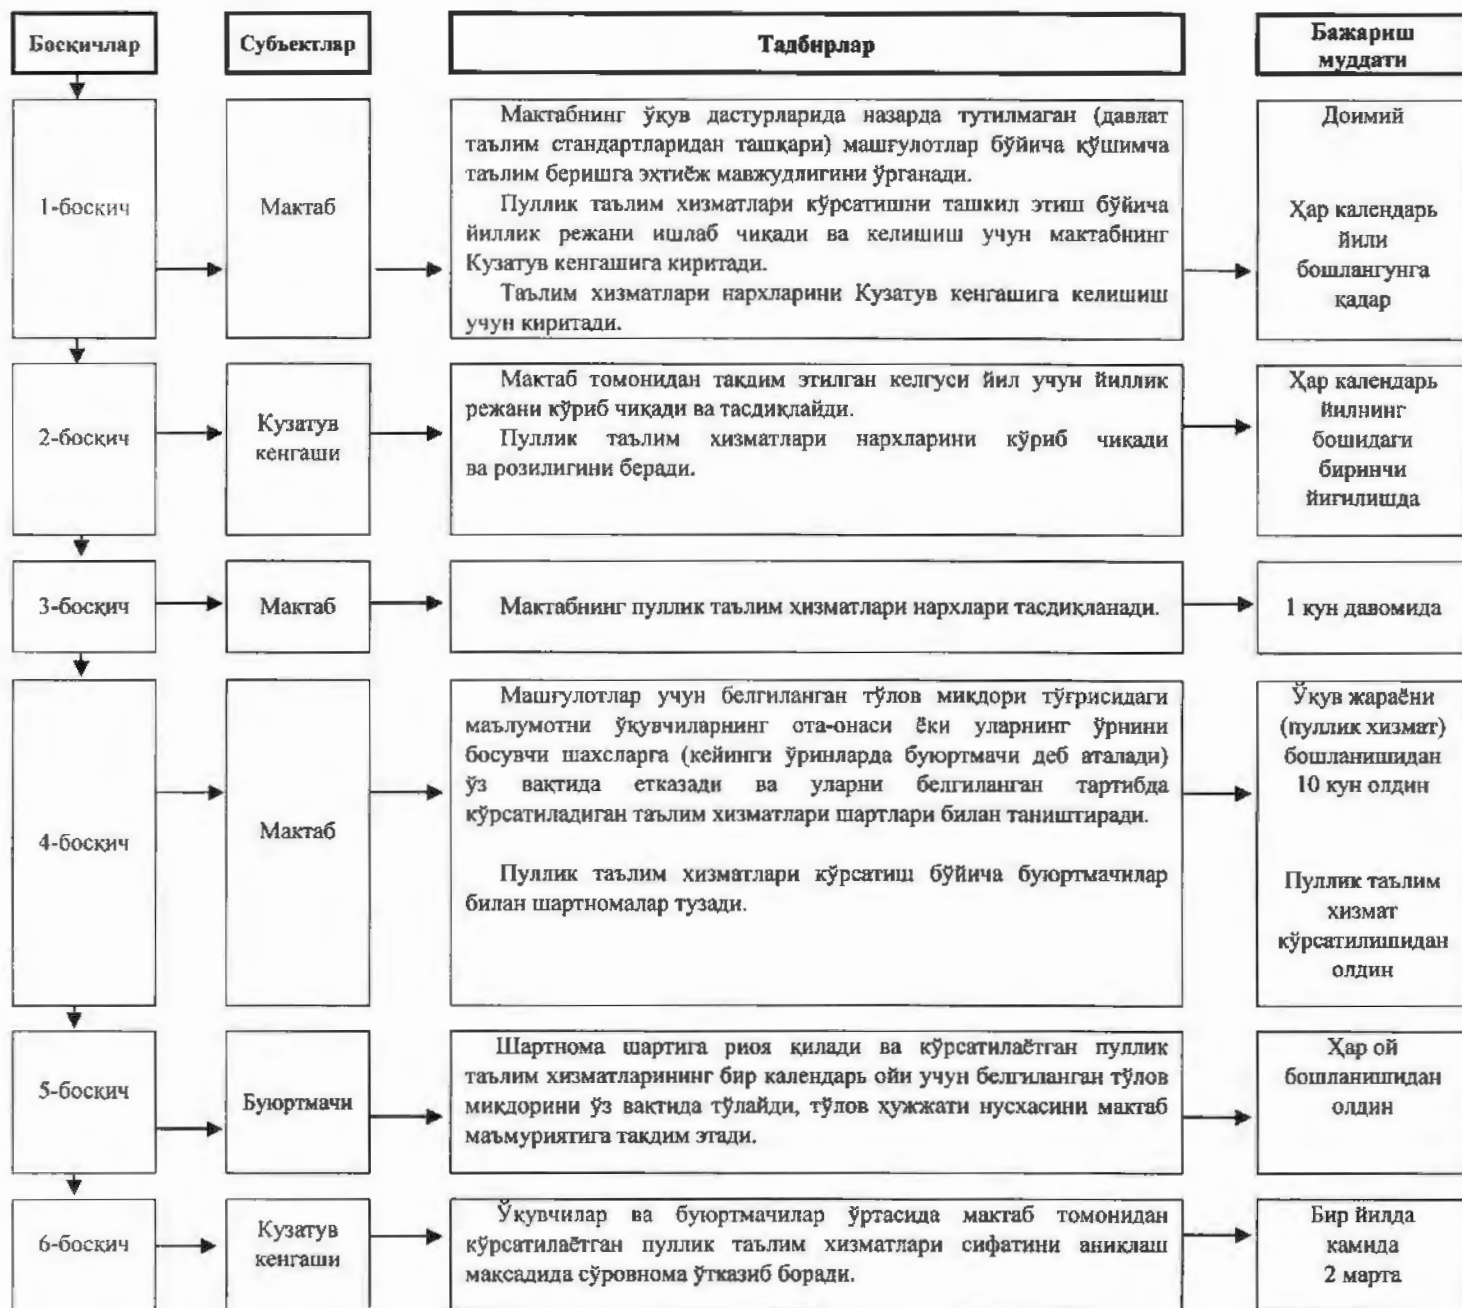 Босқичлар
Субъектлар
Тадбирлар
Бажариш
муддати
1-босқич
Мактаб
Мактабнинг ўқув дастурларида назарда тутилмаган (давлат
таълим стандартларидан ташқари) машғулотлар бўйича қўшимча
таълим беришга эҳтиёж мавжудлигини ўрганади.
Пуллик таълим хизматлари кўрсатишни ташкил этиш бўйича
йиллик режани ишлаб чиқади ва келишиш учун мактабнинг
Кузатув кенгашига киритади.
Таълим хизматлари нархларини Кузатув кенгашига келишиш
учун киритади.
Доимий
Ҳар календарь
йили
бошлангунга
қадар
2-босқич
Кузатув
кенгаши
Мактаб томонидан тақдим этилган келгуси йил учун йиллик
режани кўриб чиқади ва тасдиқлайди.
Пуллик таълим хизматлари нархларини кўриб чиқади
ва розилигини беради.
Ҳар календарь
йилнинг
бошидаги
биринчи
йиғилишда
3-босқич
Мактаб
Мактабнинг пуллик таълим хизматлари нархлари тасдиқланади.
1 кун давомида
4-босқич
Мактаб
Машғулотлар учун белгиланган тўлов миқдори тўғрисидаги
маълумотни ўқувчиларнинг ота-онаси ёки уларнинг ўрнини
босувчи шахсларга (кейинги ўринларда буюртмачи деб аталади)
ўз вақтида етказади ва уларни белгиланган тартибда
кўрсатиладиган таълим хизматлари шартлари билан таништиради.
Пуллик таълим хизматлари кўрсатиш бўйича буюртмачилар
билан шартномалар тузади.
Ўқув жараёни
(пуллик хизмат)
бошланишидан
10 кун олдин
Пуллик таълим
хизмат
кўрсатилишидан
олдин
5-босқич
Буюртмачи
Шартнома шартига риоя қилади ва кўрсатилаётган пуллик
таълим хизматларининг бир календарь ойи учун белгиланган тўлов
миқдорини ўз вақтида тўлайди, тўлов ҳужжати нусхасини мактаб
маъмуриятига тақдим этади.
Ҳар ой
бошланишидан
олдин
6-босқич
Кузатув
кенгаши
Ўқувчилар ва буюртмачилар ўртасида мактаб томонидан
кўрсатилаётган пуллик таълим хизматлари сифатини аниқлаш
мақсадида сўровнома ўтказиб боради.
Бир йилда
камида
2 марта